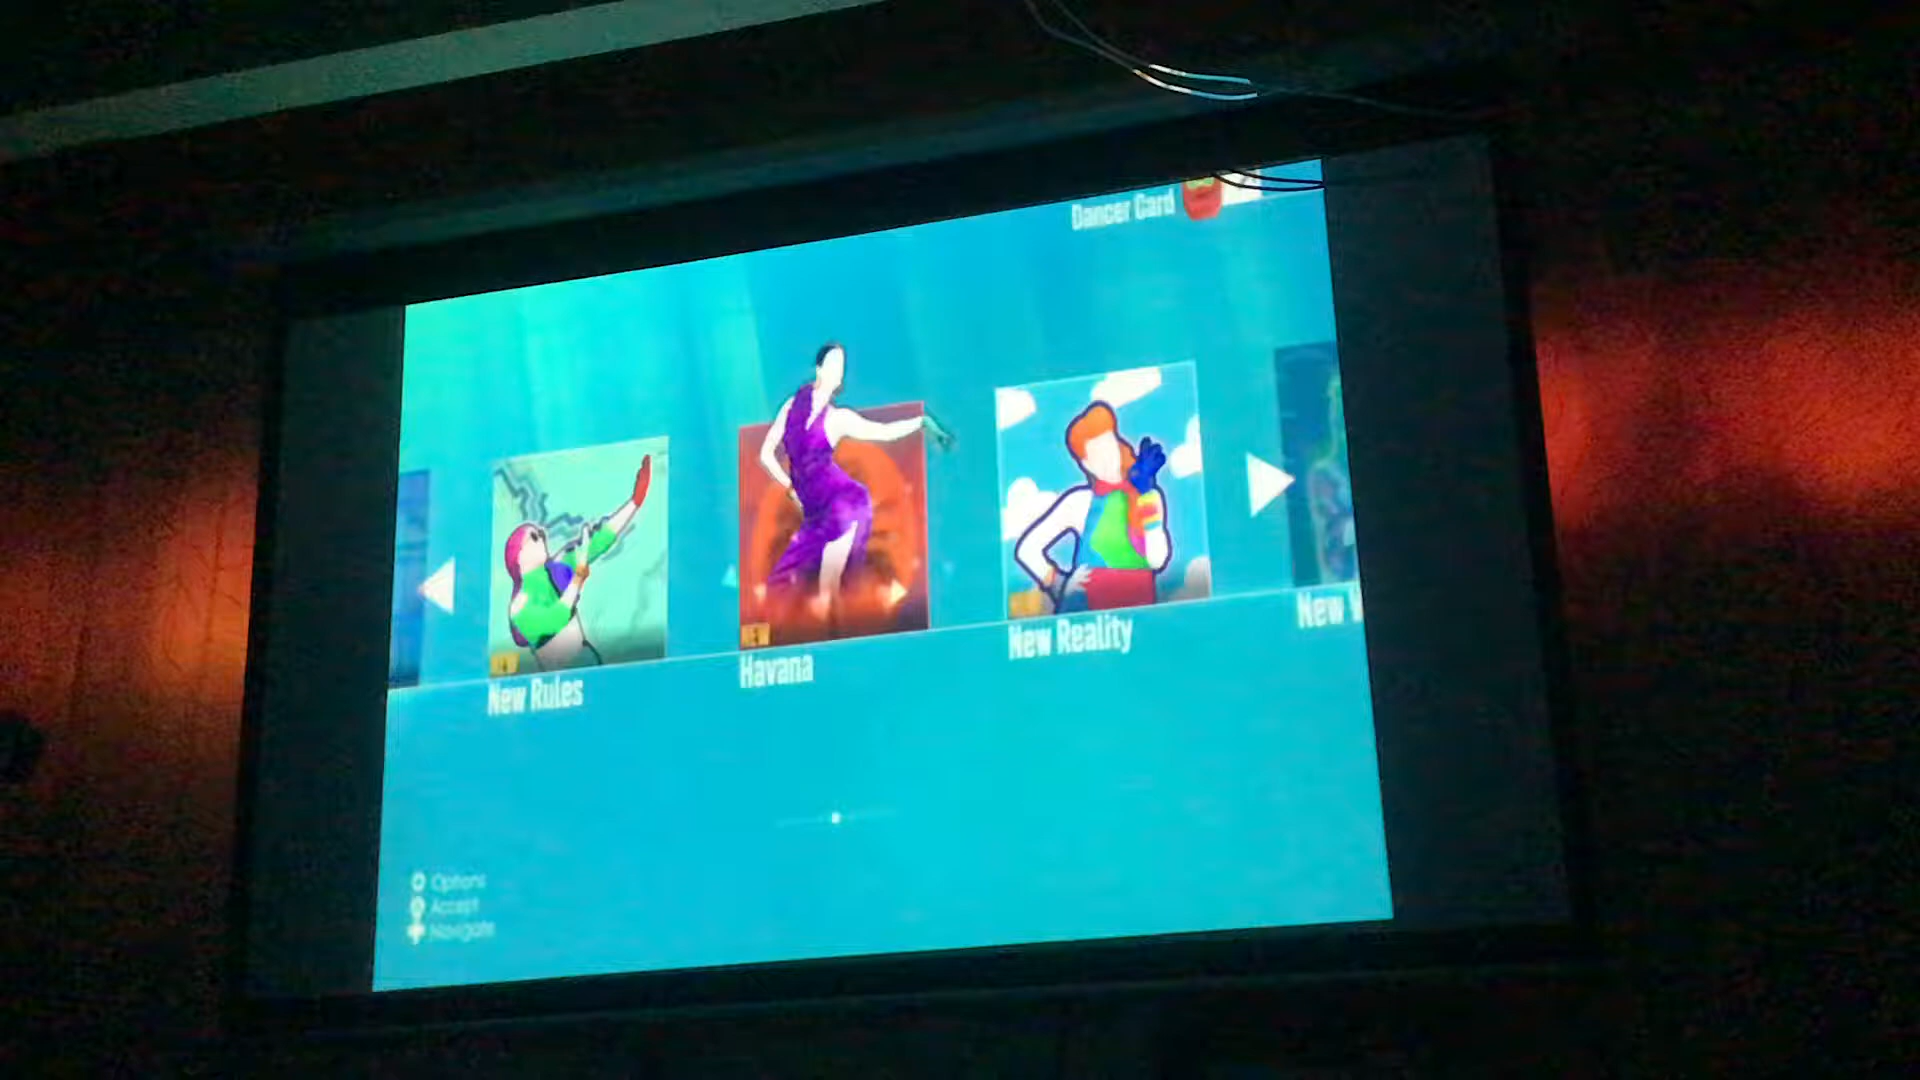 Dancer Card
NEW
New Rules
Havana
New Reality
New
Options
Accept
Navigate